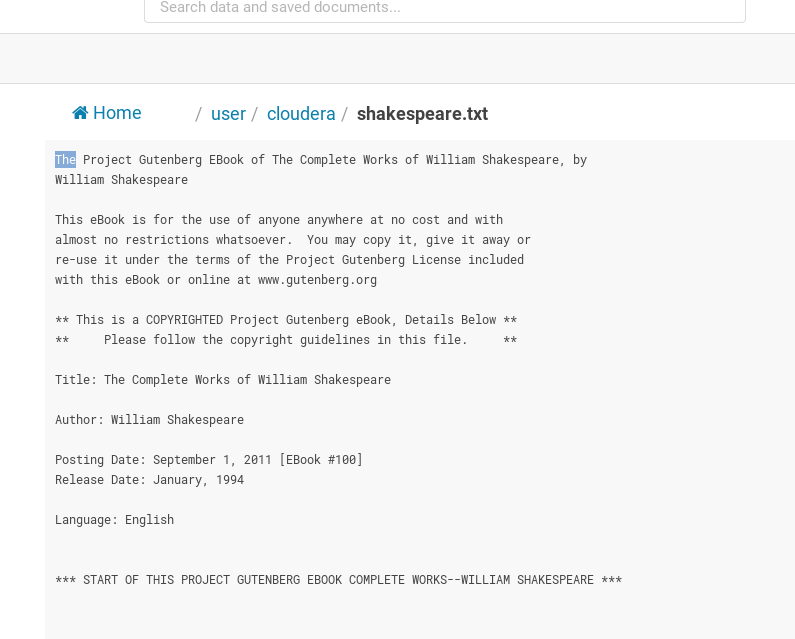 Search data and saved documents...
Home / user / cloudera / shakespeare.txt
The Project Gutenberg EBook of The Complete Works of William Shakespeare, by
William Shakespeare
This eBook is for the use of anyone anywhere at no cost and with
almost no restrictions whatsoever.  You may copy it, give it away or
re-use it under the terms of the Project Gutenberg License included
with this eBook or online at www.gutenberg.org
** This is a COPYRIGHTED Project Gutenberg eBook, Details Below **
**     Please follow the copyright guidelines in this file.     **
Title: The Complete Works of William Shakespeare
Author: William Shakespeare
Posting Date: September 1, 2011 [EBook #100]
Release Date: January, 1994
Language: English
*** START OF THIS PROJECT GUTENBERG EBOOK COMPLETE WORKS--WILLIAM SHAKESPEARE ***